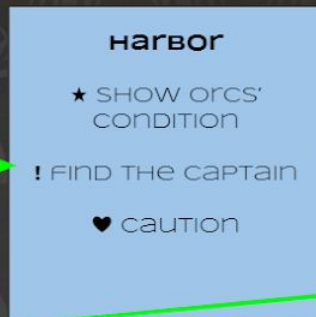 HARBOR
★ SHOW ORCS'
CONDITION
! FIND THE CAPTAIN
♥ CAUTION